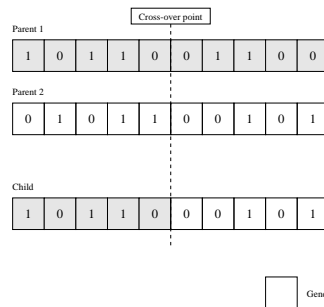 Cross-over point
Parent 1
1 0 1 1 0 0 1 1 0 0
Parent 2
0 1 0 1 1 0 0 1 0 1
Child
1 0 1 1 0 0 0 1 0 1
Gene